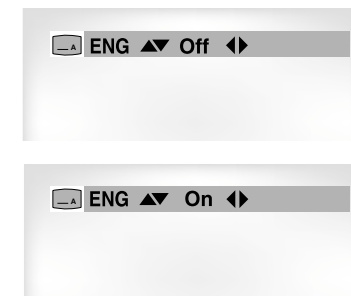 A ENG ▲▼ Off ◀▶
A ENG ▲▼ On ◀▶